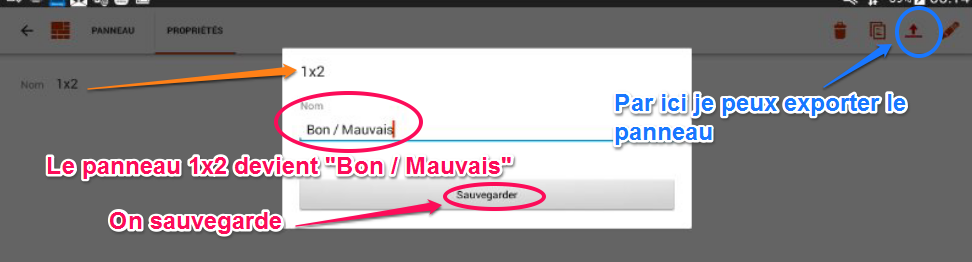 PANNEAU PROPRIÉTÉS
Nom 1x2
1x2
Nom
Bon / Mauvais
Par ici je peux exporter le
panneau
Le panneau 1x2 devient "Bon / Mauvais"
Sauvegarder
On sauvegarde